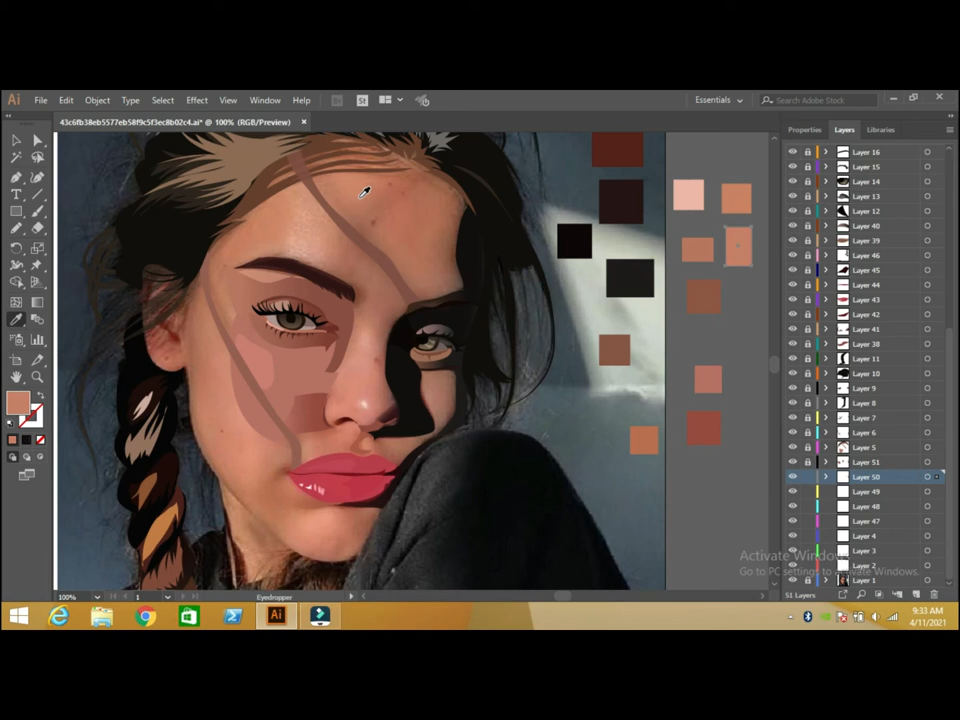 Ai File Edit Object Type Select Effect View Window Help Br St Essentials Search Adobe Stock
43c6fb38eb5577eb58f9c5f3ec8b02c4.ai* @ 100% (RGB/Preview)
Properties Layers Libraries
Layer 16
Layer 15
Layer 14
Layer 13
Layer 12
Layer 40
Layer 39
Layer 46
Layer 45
Layer 44
Layer 43
Layer 42
Layer 41
Layer 38
Layer 11
Layer 10
Layer 9
Layer 8
Layer 7
Layer 6
Layer 5
Layer 51
Layer 50
Layer 49
Layer 48
Layer 47
Layer 4
Layer 3
Layer 2
Layer 1
Activate Windows
Go to PC settings to activate Windows.
100% 1 Eyedropper 51 Layers
Ai
9:33 AM
4/11/2021